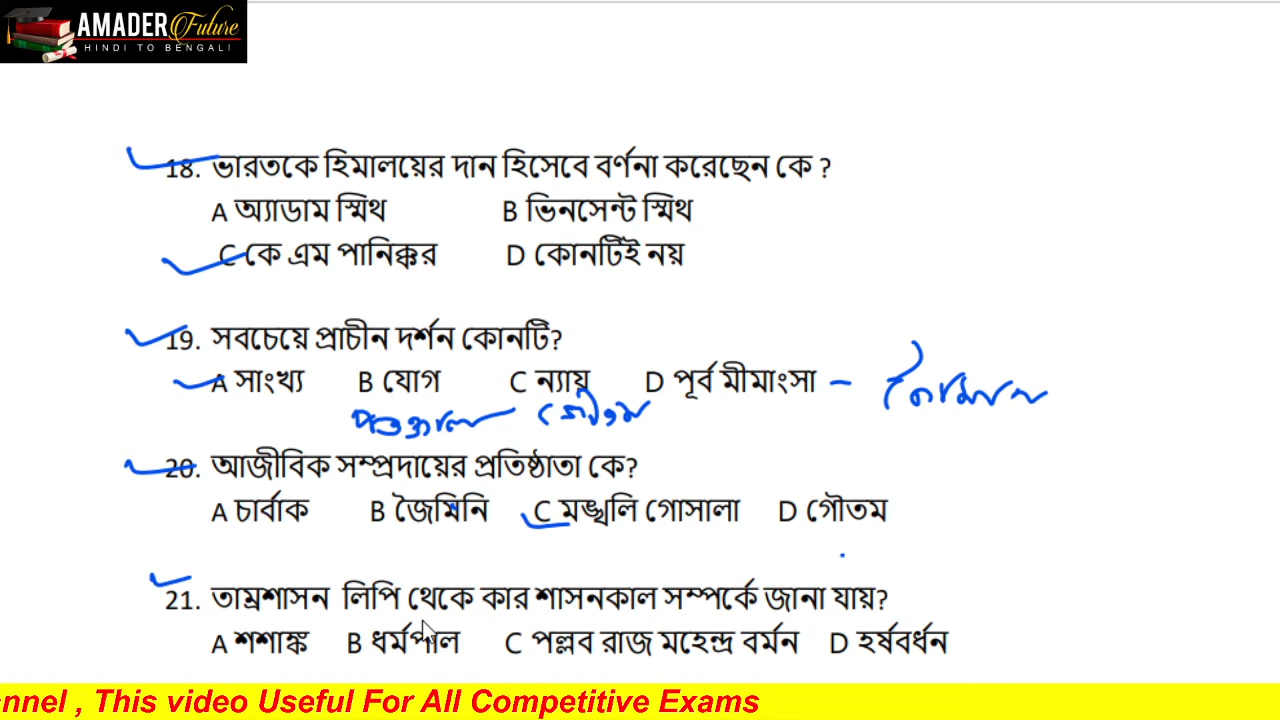 AMADER Future
HINDI TO BENGALI
18. ভারতকে হিমালয়ের দান হিসেবে বর্ণনা করেছেন কে ?
A অ্যাডাম স্মিথ B ভিনসেন্ট স্মিথ
C কে এম পানিক্কর D কোনটিই নয়
19. সবচেয়ে প্রাচীন দর্শন কোনটি?
A সাংখ্য B যোগ C ন্যায় D পূর্ব মীমাংসা –
গৌতম
20. আজীবিক সম্প্রদায়ের প্রতিষ্ঠাতা কে?
A চার্বাক B জৈমিনি C মঙ্খলি গোসালা D গৌতম
21. তাম্রশাসন লিপি থেকে কার শাসনকাল সম্পর্কে জানা যায়?
A শশাঙ্ক B ধর্মপাল C পল্লব রাজ মহেন্দ্র বর্মন D হর্ষবর্ধন
nnel , This video Useful For All Competitive Exams